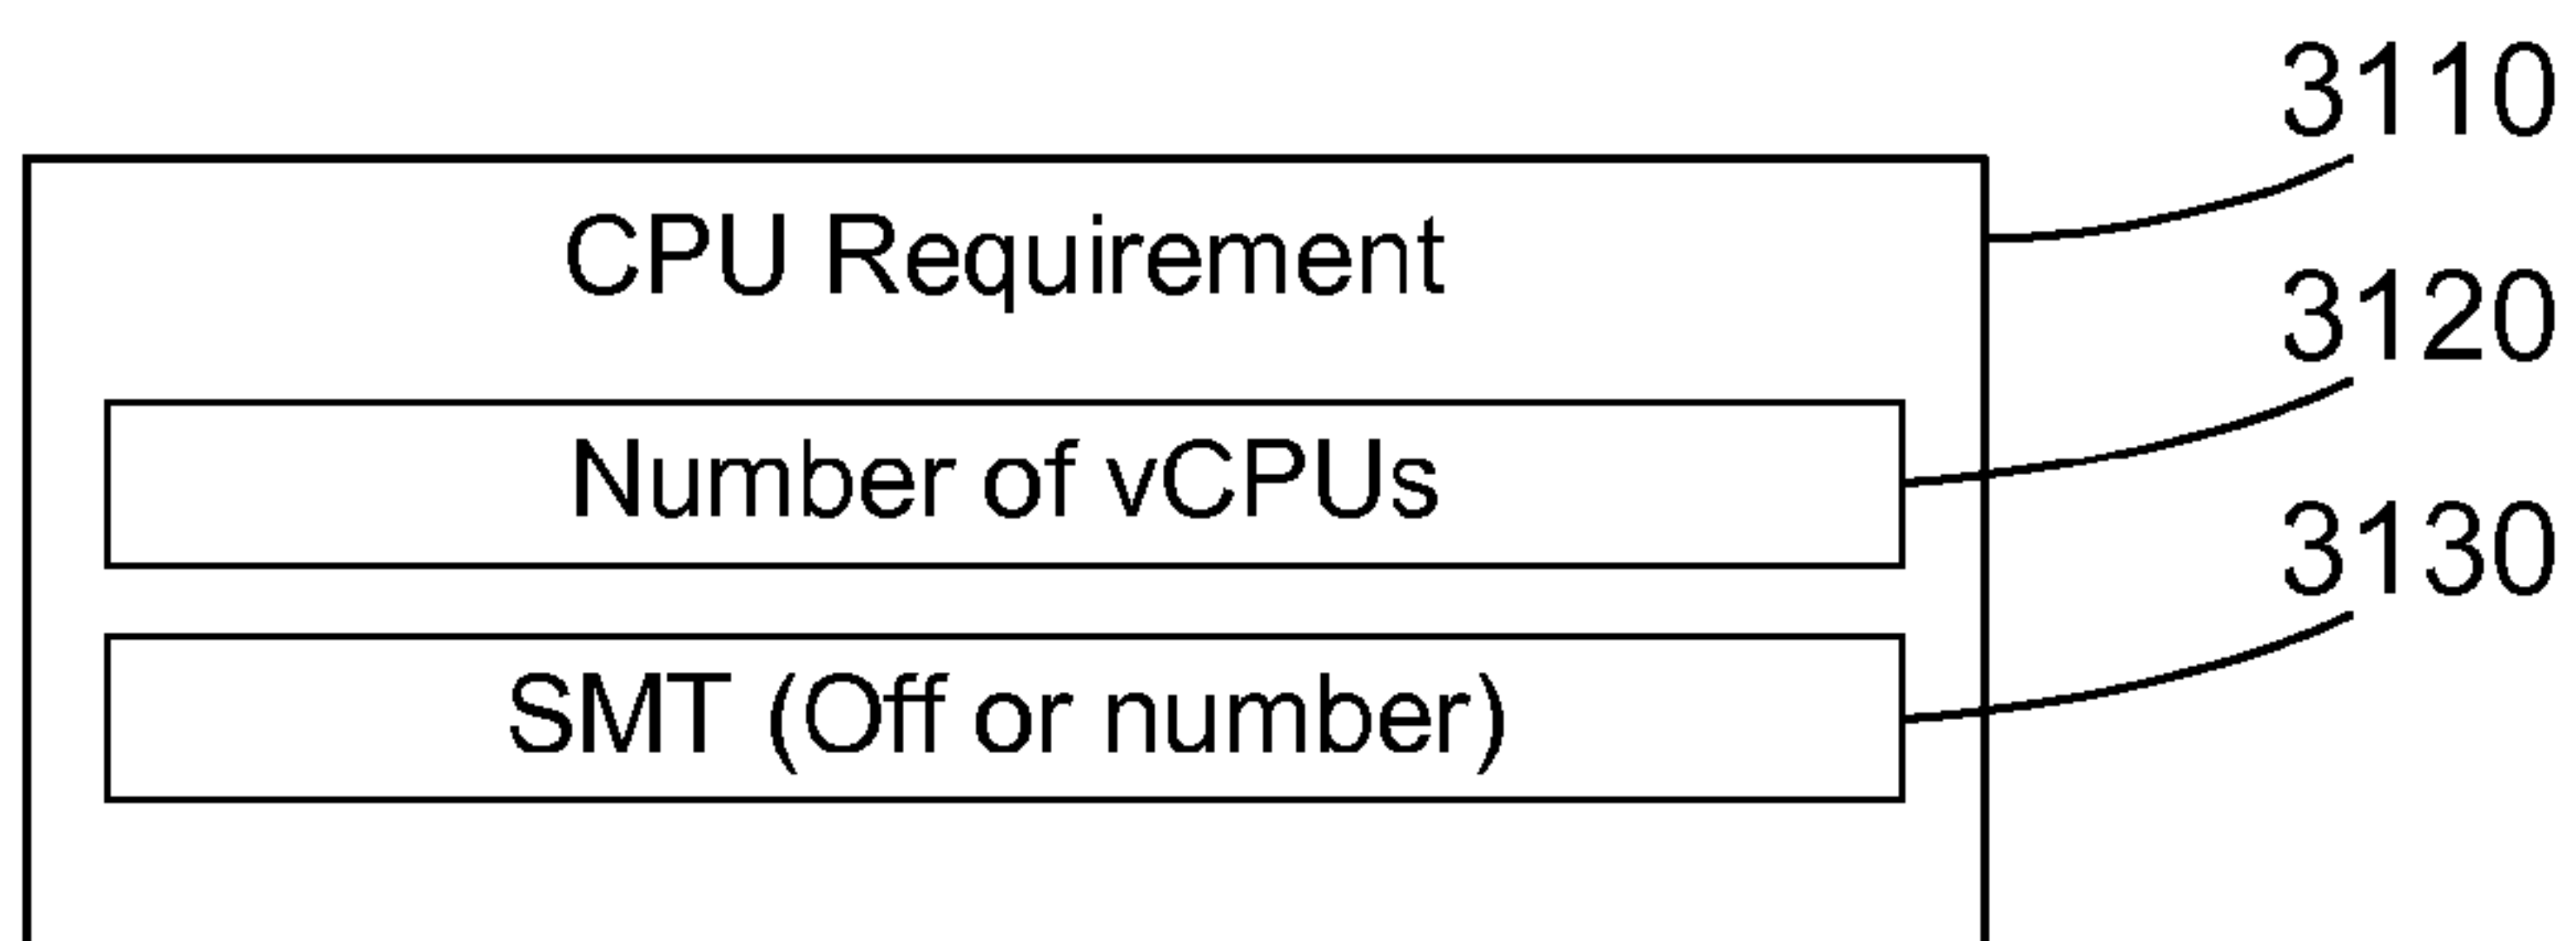 3110
CPU Requirement
3120
Number of vCPUs
3130
SMT (Off or number)